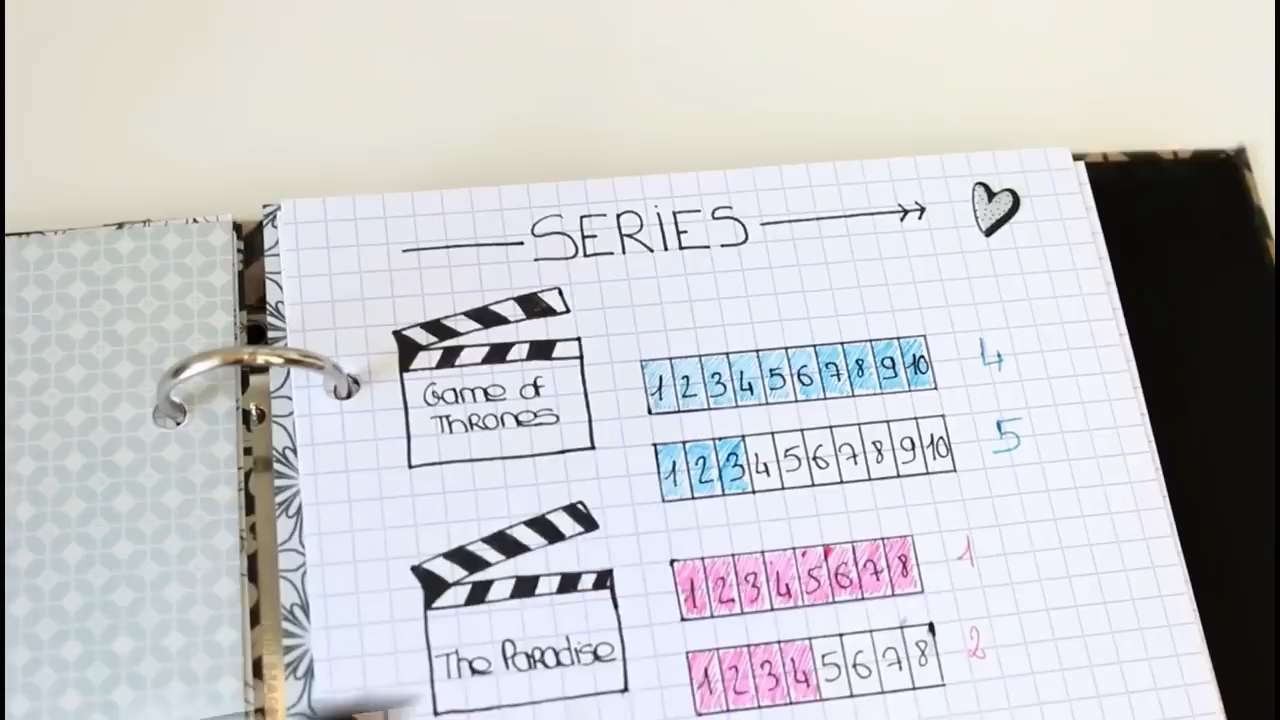 SERIES
Game of
Thrones
1 2 3 4 5 6 7 8 9 10 4
1 2 3 4 5 6 7 8 9 10 5
The Paradise
1 2 3 4 5 6 7 8 1
1 2 3 4 5 6 7 8 2